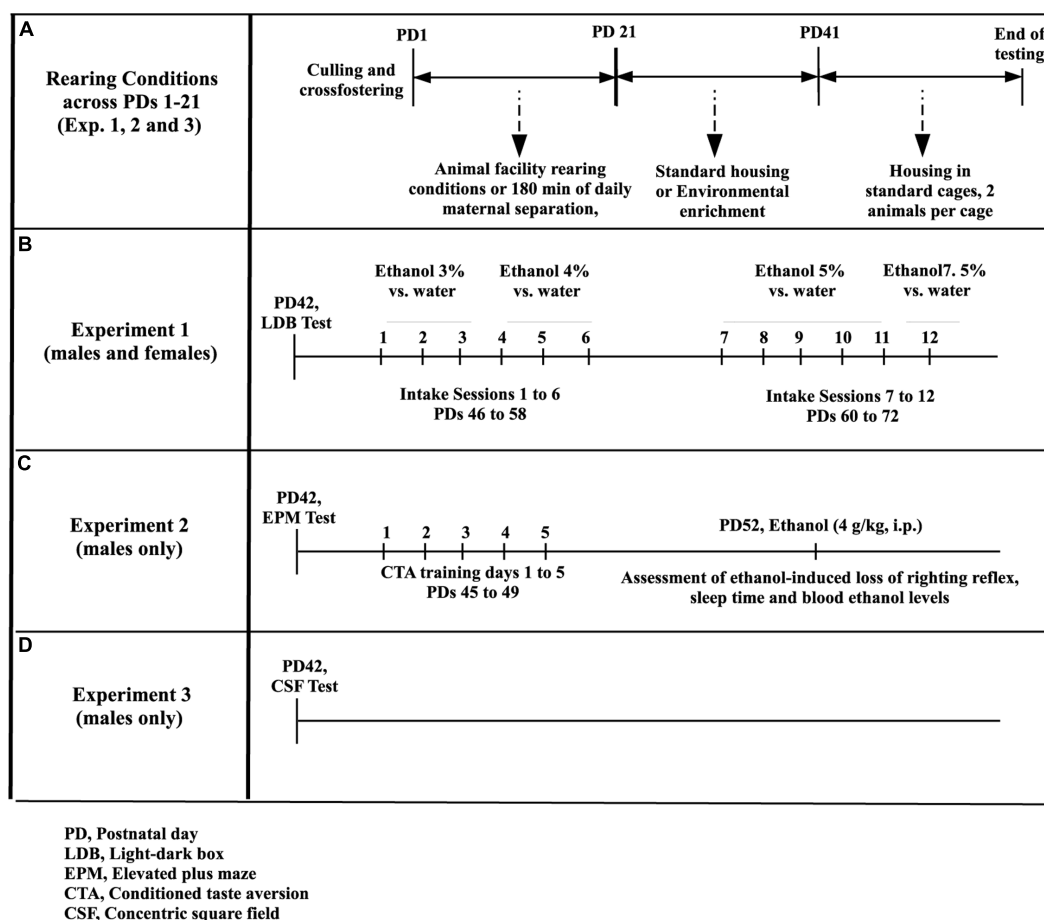 A
Rearing Conditions
across PDs 1-21
(Exp. 1, 2 and 3)
PD1
PD 21
PD41
End of
testing
Culling and
crossfostering
Animal facility rearing
conditions or 180 min of daily
maternal separation,
Standard housing
or Environmental
enrichment
Housing in
standard cages, 2
animals per cage
B
Experiment 1
(males and females)
PD42,
LDB Test
Ethanol 3%
vs. water
Ethanol 4%
vs. water
Ethanol 5%
vs. water
Ethanol7. 5%
vs. water
1 2 3 4 5 6 7 8 9 10 11 12
Intake Sessions 1 to 6
PDs 46 to 58
Intake Sessions 7 to 12
PDs 60 to 72
C
Experiment 2
(males only)
PD42,
EPM Test
1 2 3 4 5
CTA training days 1 to 5
PDs 45 to 49
PD52, Ethanol (4 g/kg, i.p.)
Assessment of ethanol-induced loss of righting reflex,
sleep time and blood ethanol levels
D
Experiment 3
(males only)
PD42,
CSF Test
PD, Postnatal day
LDB, Light-dark box
EPM, Elevated plus maze
CTA, Conditioned taste aversion
CSF, Concentric square field